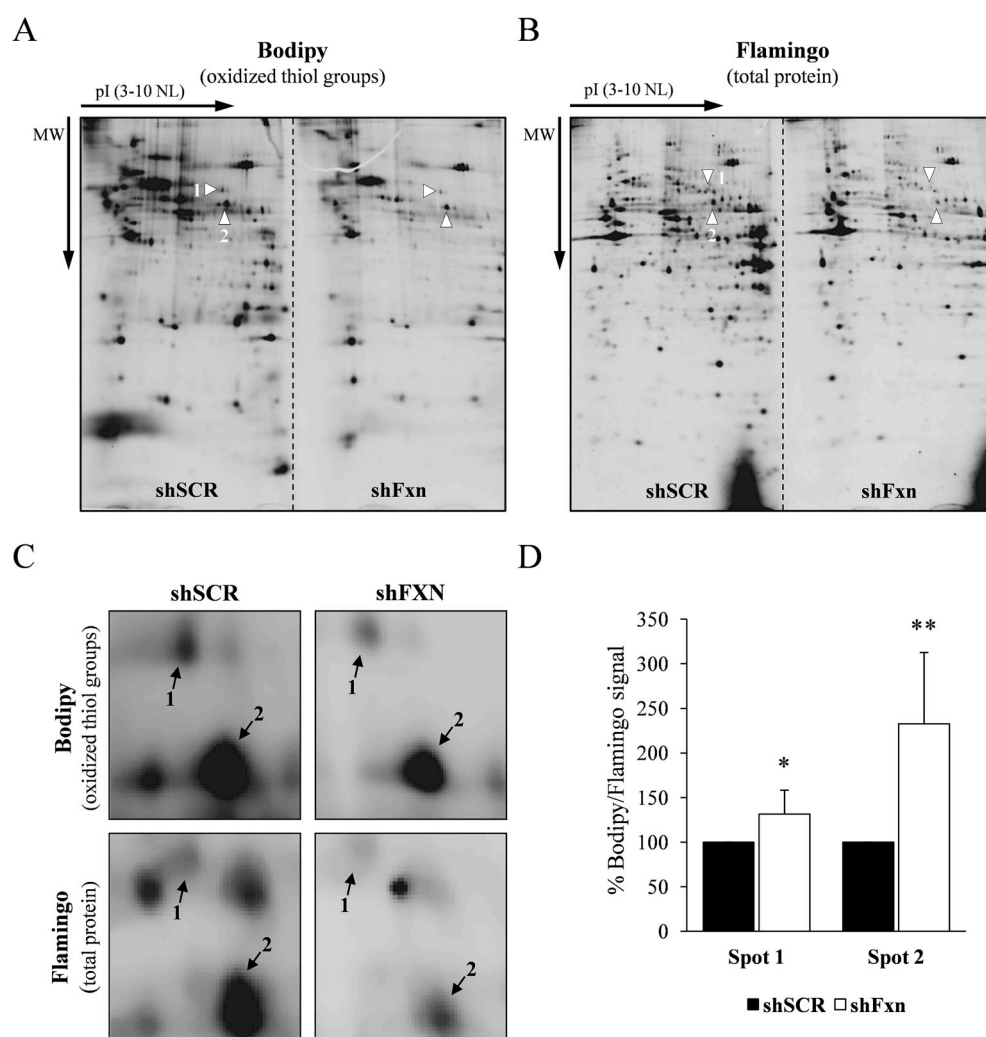 A
Bodipy
(oxidized thiol groups)
pI (3-10 NL)
MW
1
2
shSCR
shFxn
B
Flamingo
(total protein)
pI (3-10 NL)
MW
1
2
shSCR
shFxn
C
shSCR
shFXN
Bodipy
(oxidized thiol groups)
1
2
1
2
Flamingo
(total protein)
1
2
1
2
D
% Bodipy/Flamingo signal
350
300
250
200
150
100
50
0
*
**
Spot 1
Spot 2
shSCR
shFxn